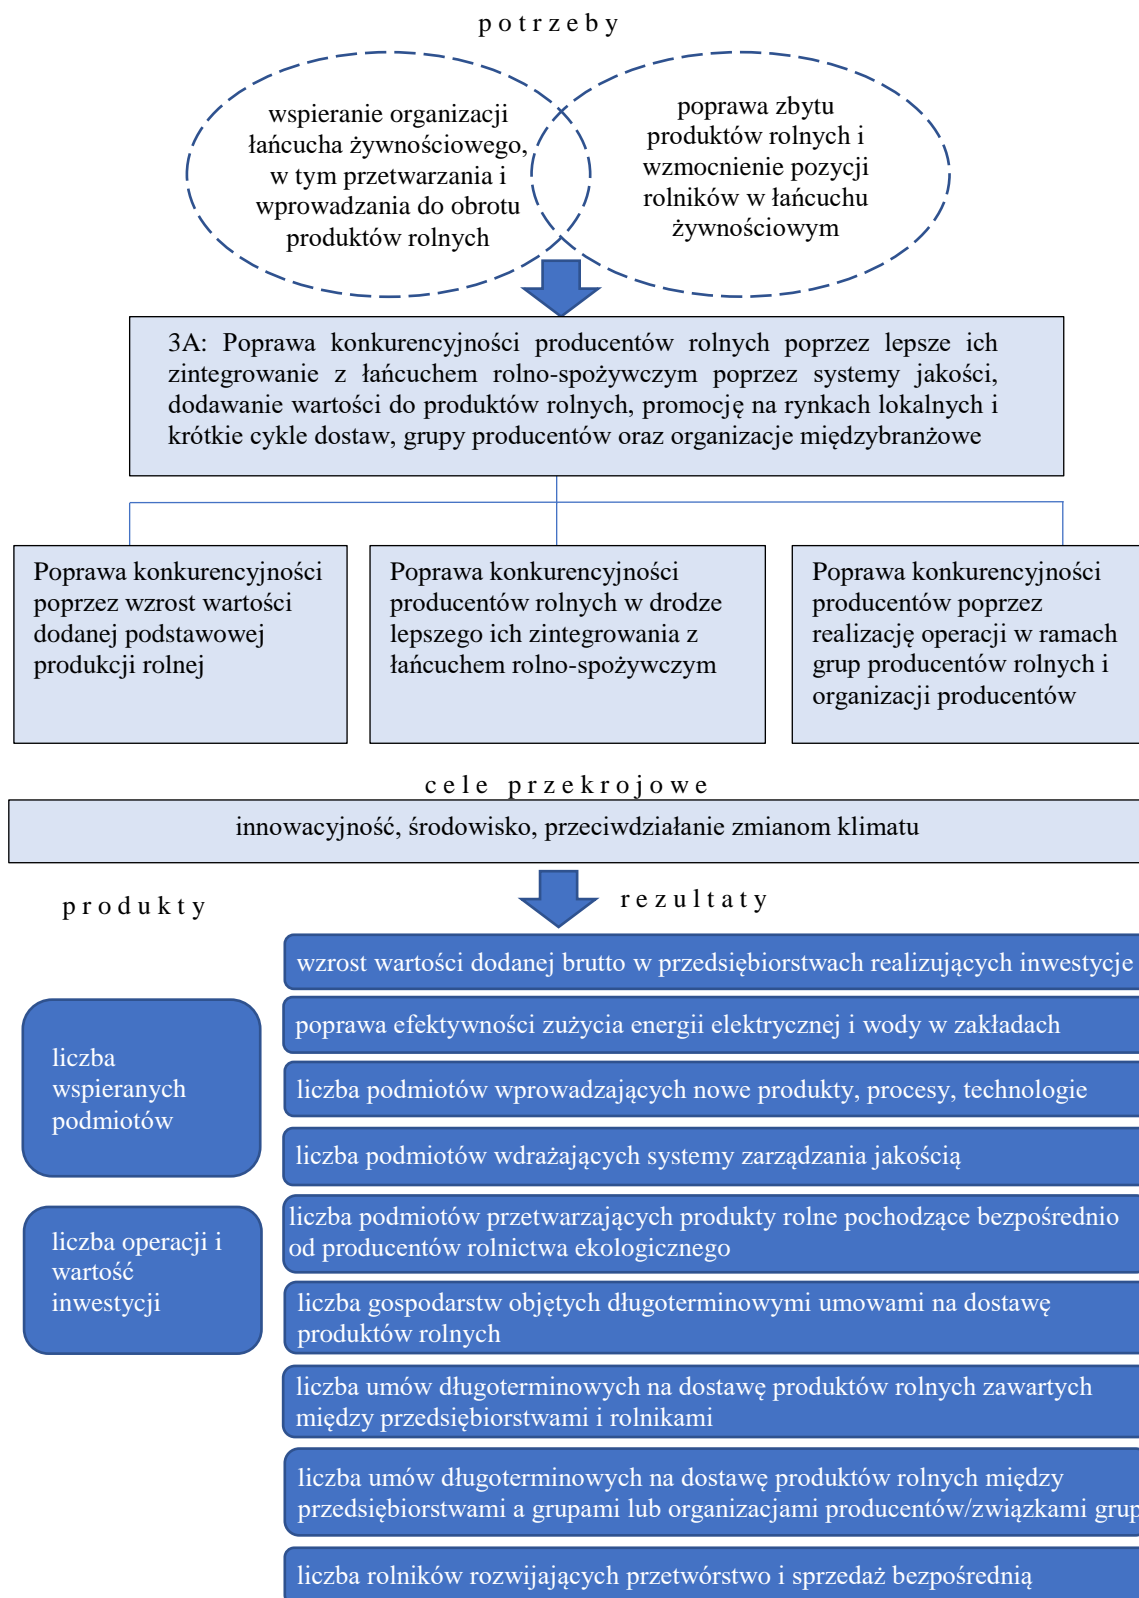 potrzeby
wspieranie organizacji
łańcucha żywnościowego,
w tym przetwarzania i
wprowadzania do obrotu
produktów rolnych
poprawa zbytu
produktów rolnych i
wzmocnienie pozycji
rolników w łańcuchu
żywnościowym
3A: Poprawa konkurencyjności producentów rolnych poprzez lepsze ich
zintegrowanie z łańcuchem rolno-spożywczym poprzez systemy jakości,
dodawanie wartości do produktów rolnych, promocję na rynkach lokalnych i
krótkie cykle dostaw, grupy producentów oraz organizacje międzybranżowe
Poprawa konkurencyjności
poprzez wzrost wartości
dodanej podstawowej
produkcji rolnej
Poprawa konkurencyjności
producentów rolnych w drodze
lepszego ich zintegrowania z
łańcuchem rolno-spożywczym
Poprawa konkurencyjności
producentów poprzez
realizację operacji w ramach
grup producentów rolnych i
organizacji producentów
cele przekrojowe
innowacyjność, środowisko, przeciwdziałanie zmianom klimatu
produkty
rezultaty
liczba
wspieranych
podmiotów
liczba operacji i
wartość
inwestycji
wzrost wartości dodanej brutto w przedsiębiorstwach realizujących inwestycje
poprawa efektywności zużycia energii elektrycznej i wody w zakładach
liczba podmiotów wprowadzających nowe produkty, procesy, technologie
liczba podmiotów wdrażających systemy zarządzania jakością
liczba podmiotów przetwarzających produkty rolne pochodzące bezpośrednio
od producentów rolnictwa ekologicznego
liczba gospodarstw objętych długoterminowymi umowami na dostawę
produktów rolnych
liczba umów długoterminowych na dostawę produktów rolnych zawartych
między przedsiębiorstwami i rolnikami
liczba umów długoterminowych na dostawę produktów rolnych między
przedsiębiorstwami a grupami lub organizacjami producentów/związkami grup
liczba rolników rozwijających przetwórstwo i sprzedaż bezpośrednią